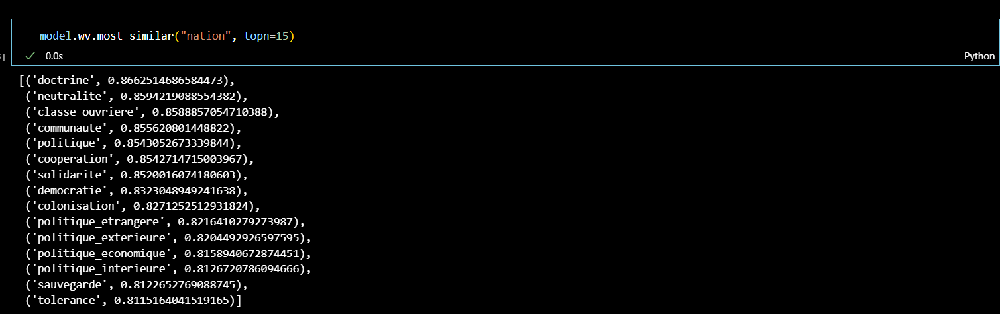 model.wv.most_similar("nation", topn=15)
0.0s
Python
[('doctrine', 0.8662514686584473),
('neutralite', 0.8594219088554382),
('classe_ouvriere', 0.8588857054710388),
('communaute', 0.855620801448822),
('politique', 0.8543052673339844),
('cooperation', 0.8542714715003967),
('solidarite', 0.8520016074180603),
('democratie', 0.8323048949241638),
('colonisation', 0.8271252512931824),
('politique_etrangere', 0.8216410279273987),
('politique_exterieure', 0.8204492926597595),
('politique_economique', 0.8158940672874451),
('politique_interieure', 0.8126720786094666),
('sauvegarde', 0.8122652769088745),
('tolerance', 0.8115164041519165)]